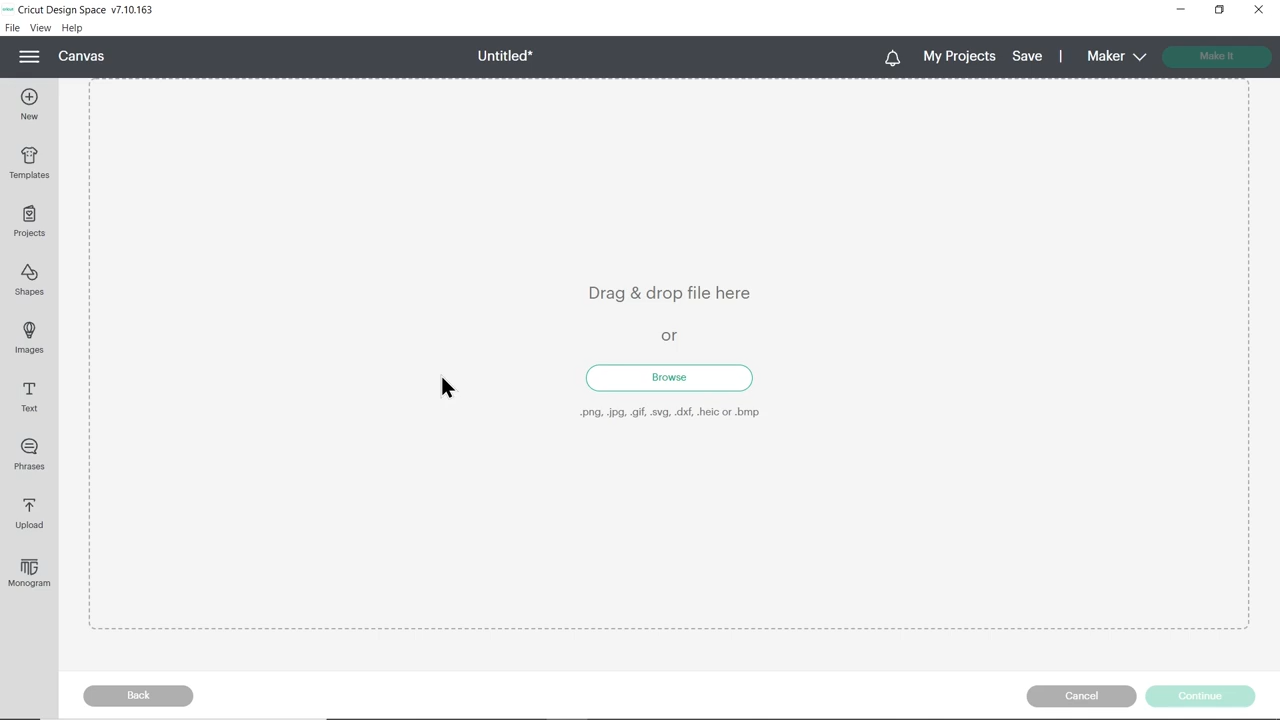 Cricut Design Space v7.10.163
File View Help
Canvas Untitled* My Projects Save | Maker Make It
New
Templates
Projects
Shapes
Images
Text
Phrases
Upload
Monogram
Drag & drop file here
or
Browse
.png, .jpg, .gif, .svg, .dxf, .heic or .bmp
Back Cancel Continue